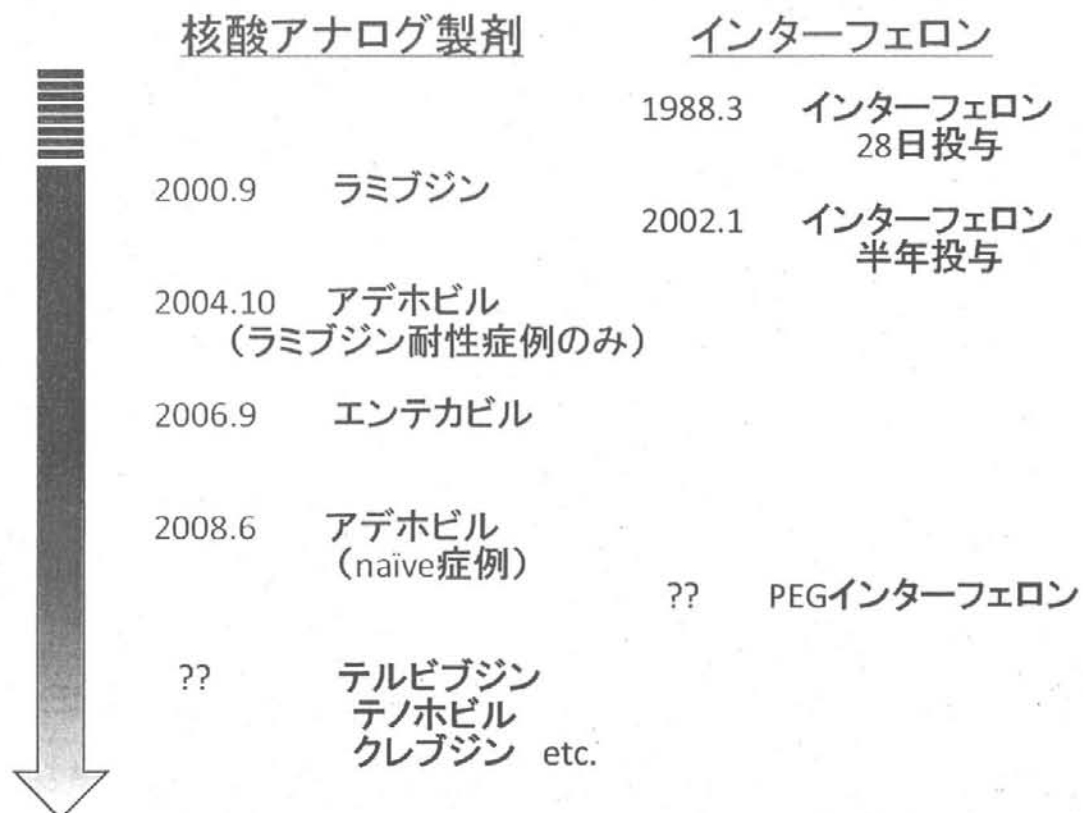 核酸アナログ製剤 インターフェロン
1988.3 インターフェロン
28日投与
2000.9 ラミブジン
2002.1 インターフェロン
半年投与
2004.10 アデホビル
（ラミブジン耐性症例のみ）
2006.9 エンテカビル
2008.6 アデホビル
（naïve症例）
?? PEGインターフェロン
?? テルビブジン
テノホビル
クレブジン etc.